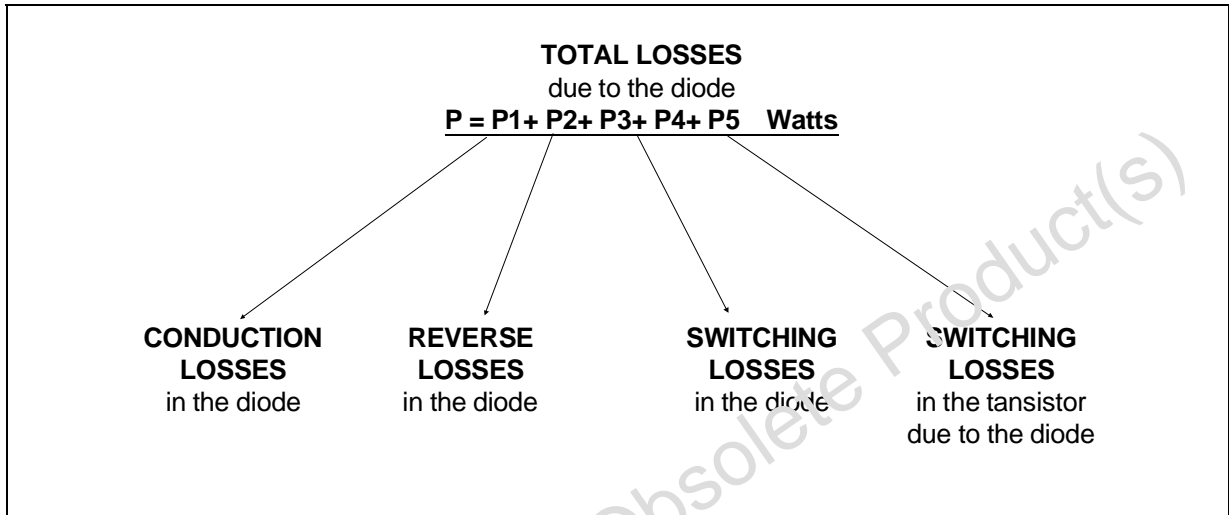 TOTAL LOSSES
due to the diode
P = P1+ P2+ P3+ P4+ P5 Watts
CONDUCTION
LOSSES
in the diode
REVERSE
LOSSES
in the diode
SWITCHING
LOSSES
in the diode
SWITCHING
LOSSES
in the tansistor
due to the diode
Obsolete Product(s)